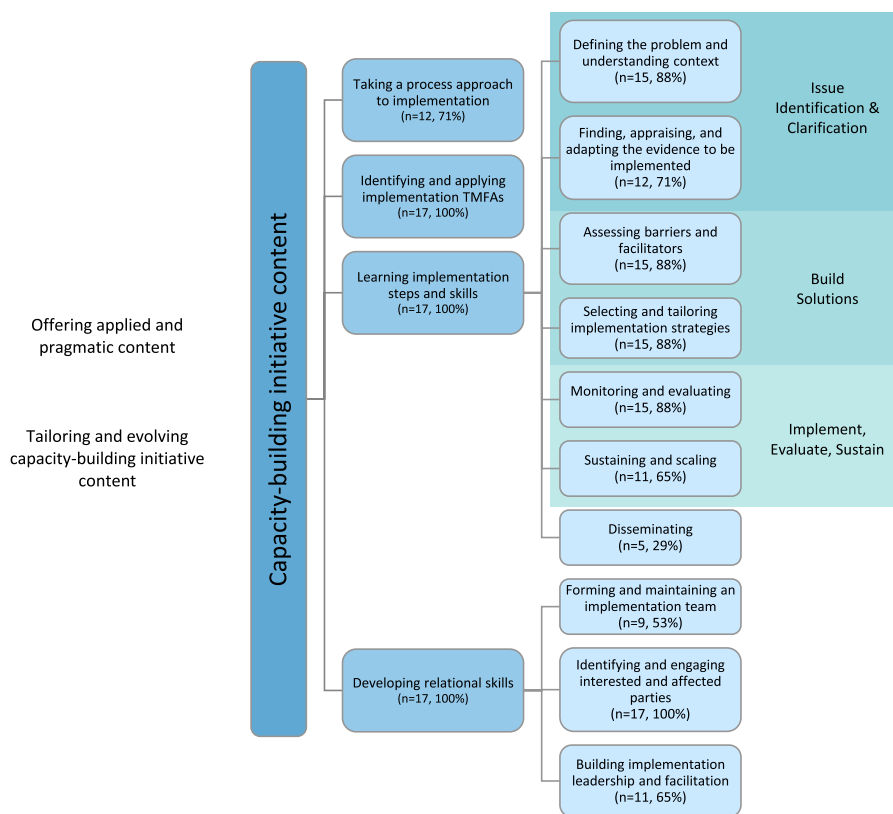 Offering applied and
pragmatic content
Tailoring and evolving
capacity-building initiative
content
Capacity-building initiative content
Taking a process approach
to implementation
(n=12, 71%)
Identifying and applying
implementation TMFAs
(n=17, 100%)
Learning implementation
steps and skills
(n=17, 100%)
Developing relational skills
(n=17, 100%)
Defining the problem and
understanding context
(n=15, 88%)
Finding, appraising, and
adapting the evidence to be
implemented
(n=12, 71%)
Assessing barriers and
facilitators
(n=15, 88%)
Selecting and tailoring
implementation strategies
(n=15, 88%)
Monitoring and evaluating
(n=15, 88%)
Sustaining and scaling
(n=11, 65%)
Disseminating
(n=5, 29%)
Forming and maintaining an
implementation team
(n=9, 53%)
Identifying and engaging
interested and affected
parties
(n=17, 100%)
Building implementation
leadership and facilitation
(n=11, 65%)
Issue
Identification &
Clarification
Build
Solutions
Implement,
Evaluate, Sustain